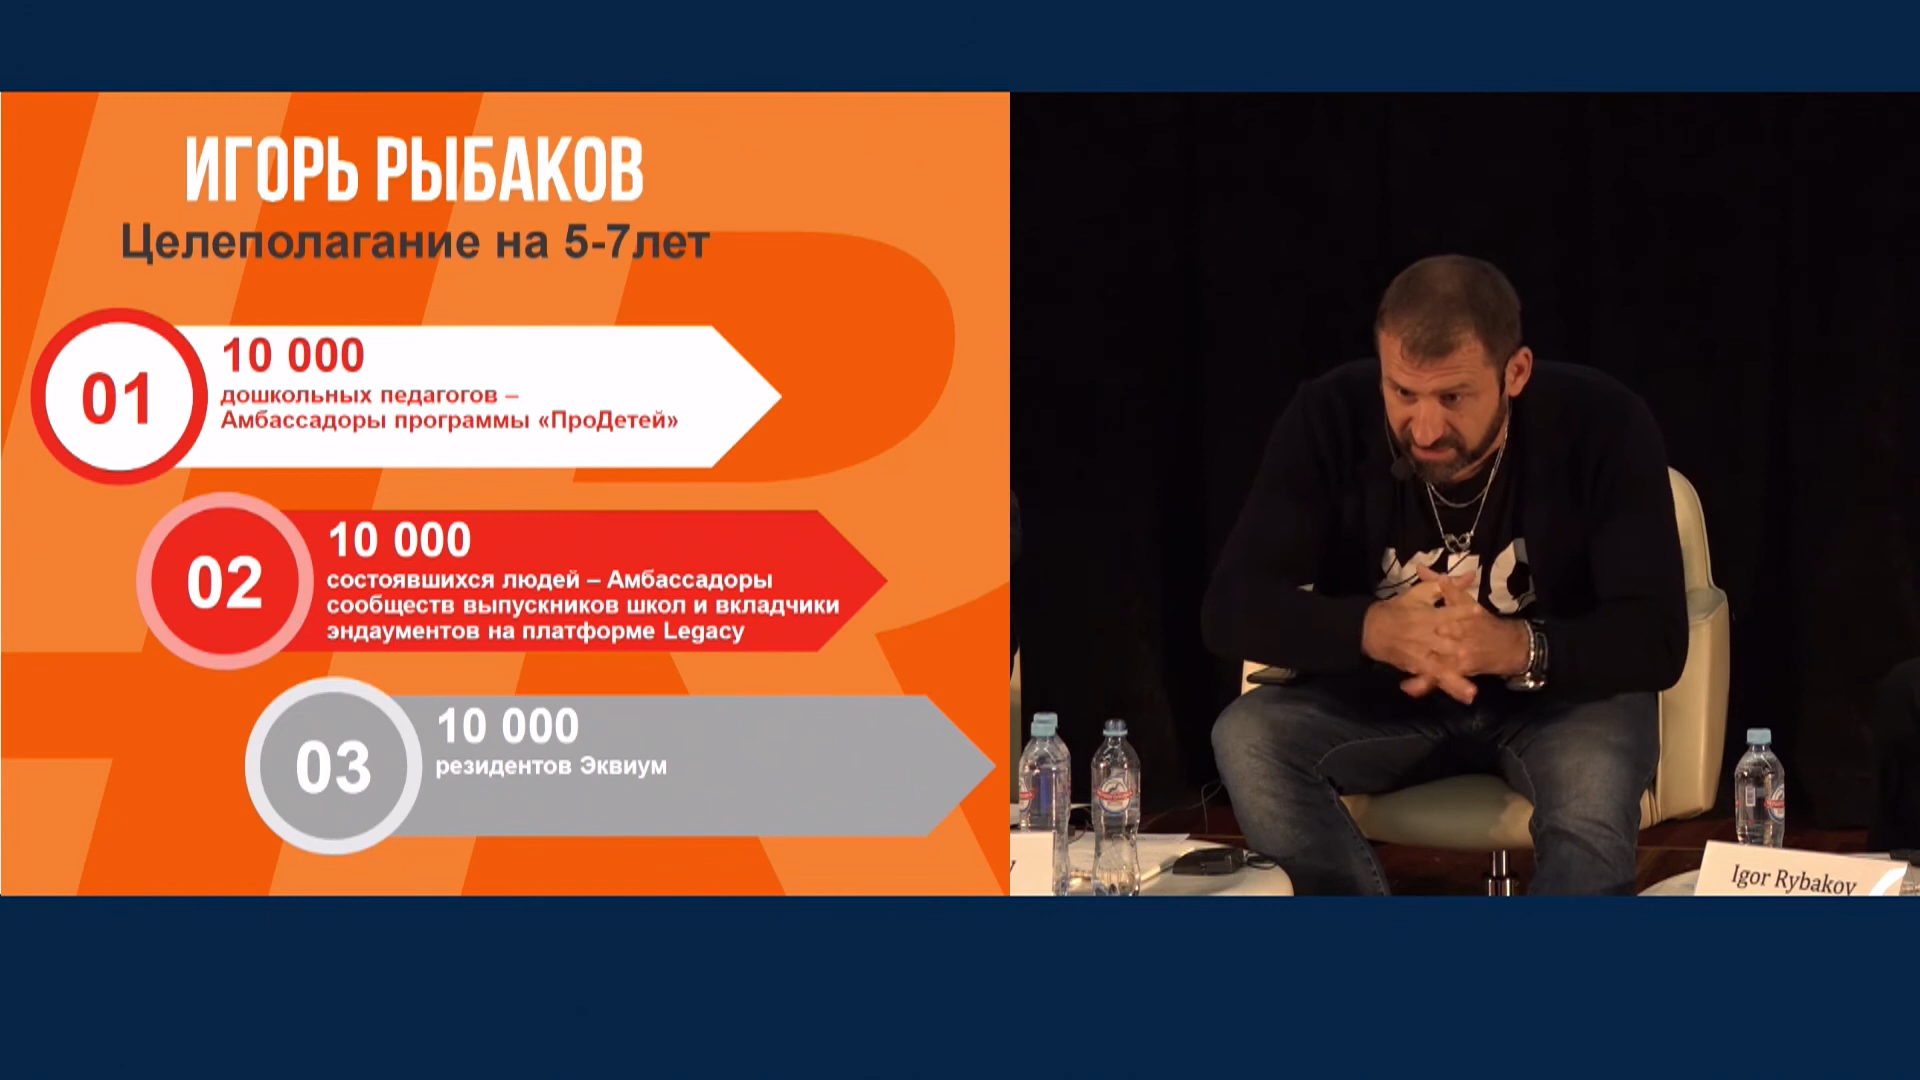 ИГОРЬ РЫБАКОВ
Целеполагание на 5-7лет
01
10 000
дошкольных педагогов –
Амбассадоры программы «ПроДетей»
02
10 000
состоявшихся людей – Амбассадоры
сообществ выпускников школ и вкладчики
эндаументов на платформе Legacy
03
10 000
резидентов Эквиум
Igor Rybakov